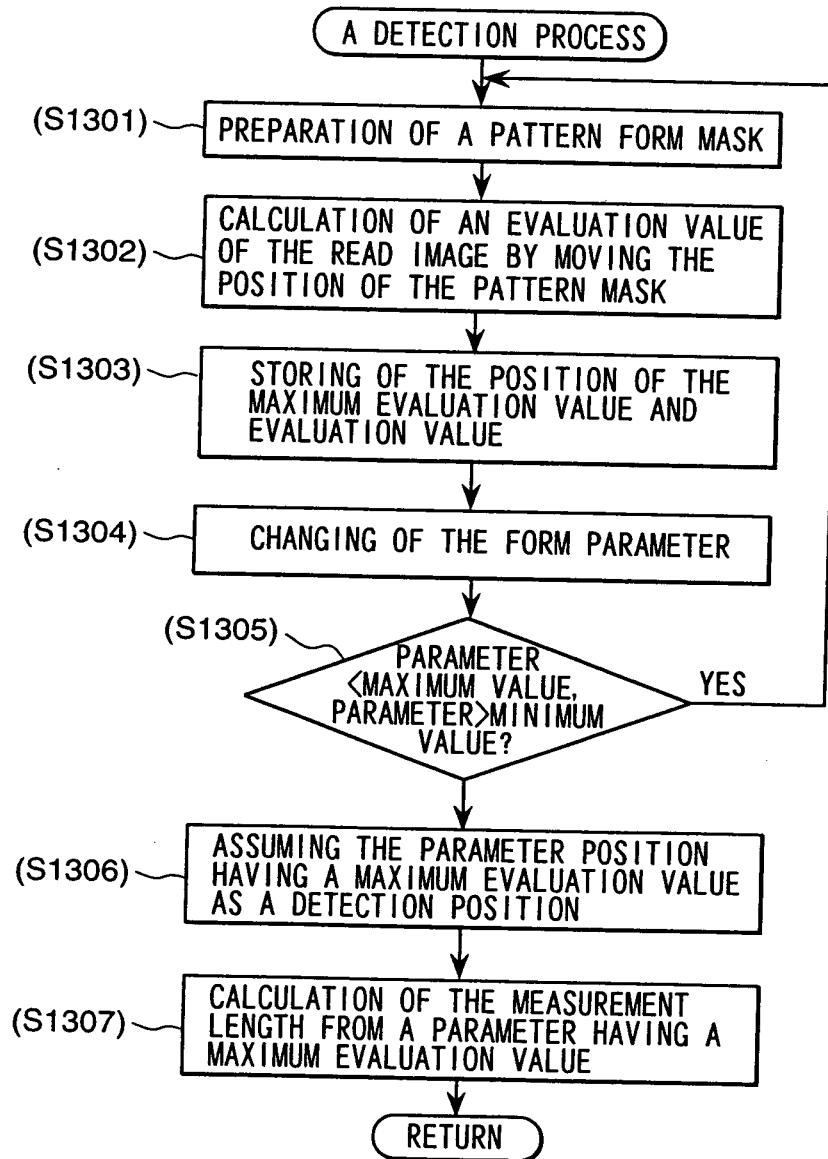 A DETECTION PROCESS
(S1301)
PREPARATION OF A PATTERN FORM MASK
(S1302)
CALCULATION OF AN EVALUATION VALUE
OF THE READ IMAGE BY MOVING THE
POSITION OF THE PATTERN MASK
(S1303)
STORING OF THE POSITION OF THE
MAXIMUM EVALUATION VALUE AND
EVALUATION VALUE
(S1304)
CHANGING OF THE FORM PARAMETER
(S1305)
PARAMETER
<MAXIMUM VALUE,
PARAMETER>MINIMUM
VALUE?
YES
(S1306)
ASSUMING THE PARAMETER POSITION
HAVING A MAXIMUM EVALUATION VALUE
AS A DETECTION POSITION
(S1307)
CALCULATION OF THE MEASUREMENT
LENGTH FROM A PARAMETER HAVING A
MAXIMUM EVALUATION VALUE
RETURN